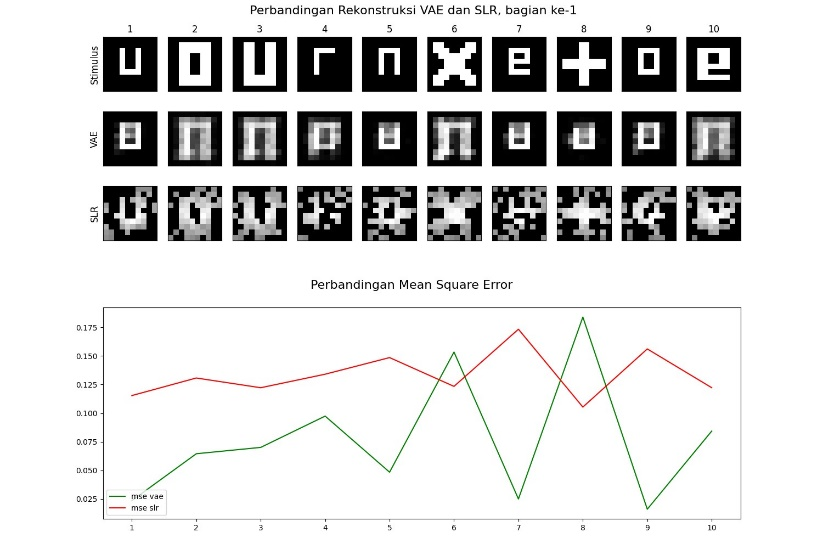 Perbandingan Rekonstruksi VAE dan SLR, bagian ke-1
1 2 3 4 5 6 7 8 9 10
Stimulus
VAE
SLR
Perbandingan Mean Square Error
0.175
0.150
0.125
0.100
0.075
0.050
0.025
mse vae
mse slr
1 2 3 4 5 6 7 8 9 10